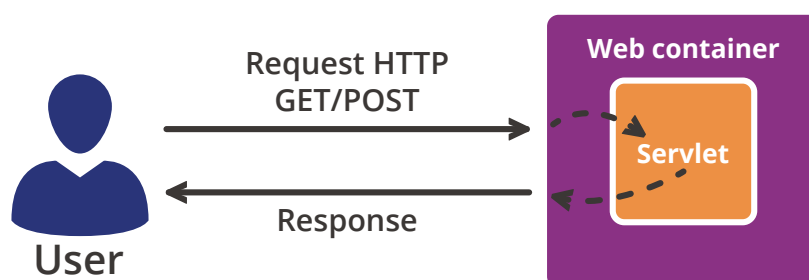 Request HTTP
GET/POST
Web container
Servlet
Response
User